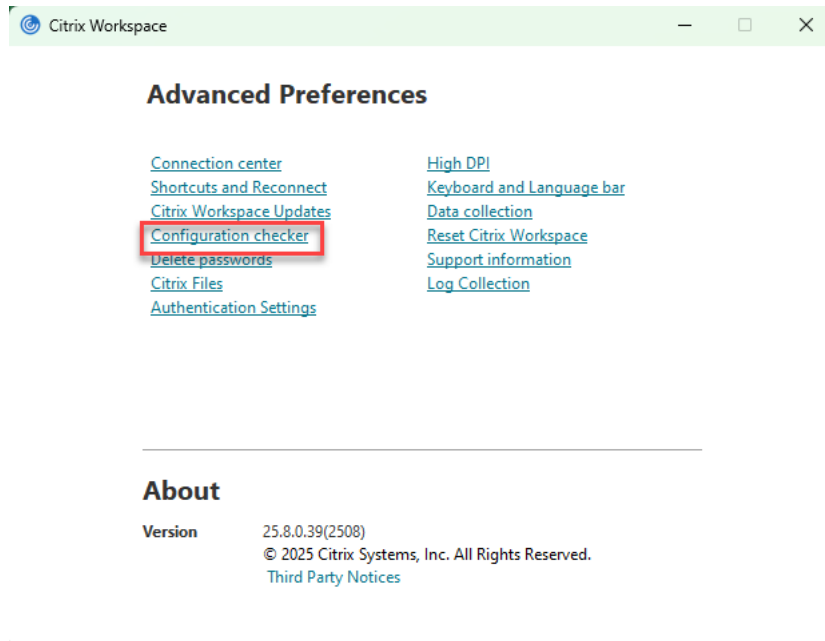 Citrix Workspace
Advanced Preferences
Connection center
Shortcuts and Reconnect
Citrix Workspace Updates
Configuration checker
Delete passwords
Citrix Files
Authentication Settings
High DPI
Keyboard and Language bar
Data collection
Reset Citrix Workspace
Support information
Log Collection
About
Version 25.8.0.39(2508)
© 2025 Citrix Systems, Inc. All Rights Reserved.
Third Party Notices